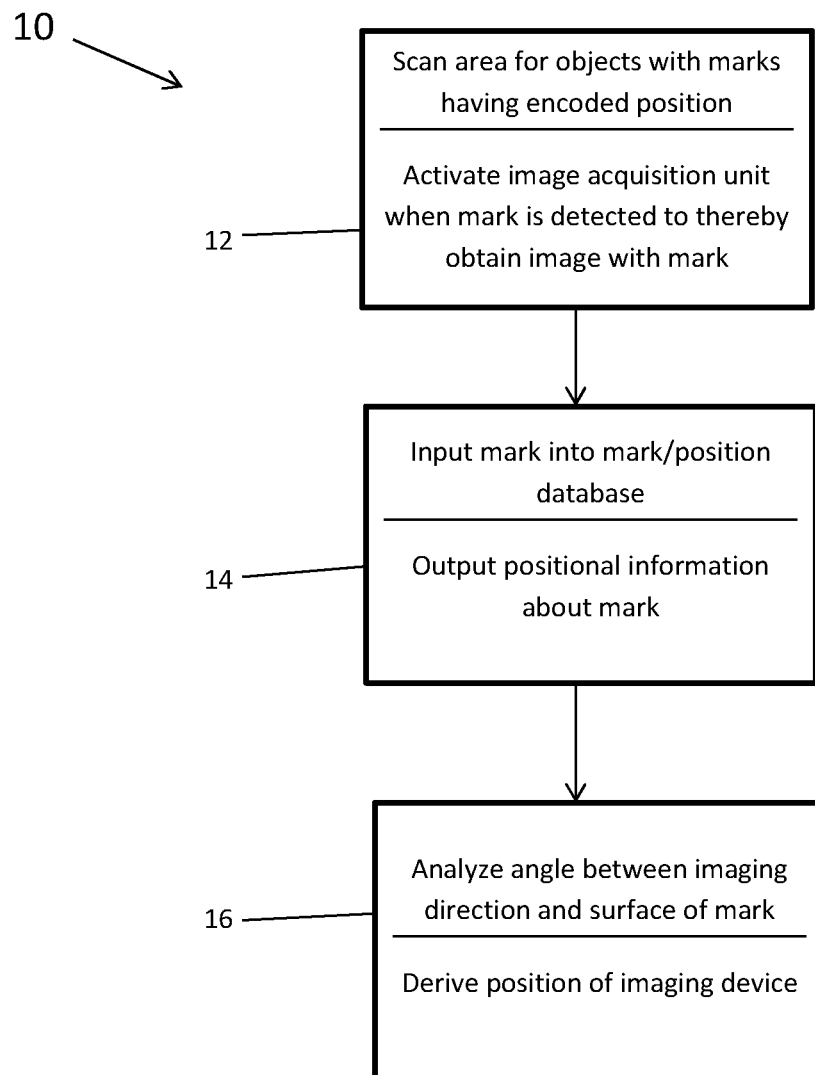 10
Scan area for objects with marks
having encoded position
Activate image acquisition unit
when mark is detected to thereby
obtain image with mark
12
Input mark into mark/position
database
Output positional information
about mark
14
Analyze angle between imaging
direction and surface of mark
Derive position of imaging device
16